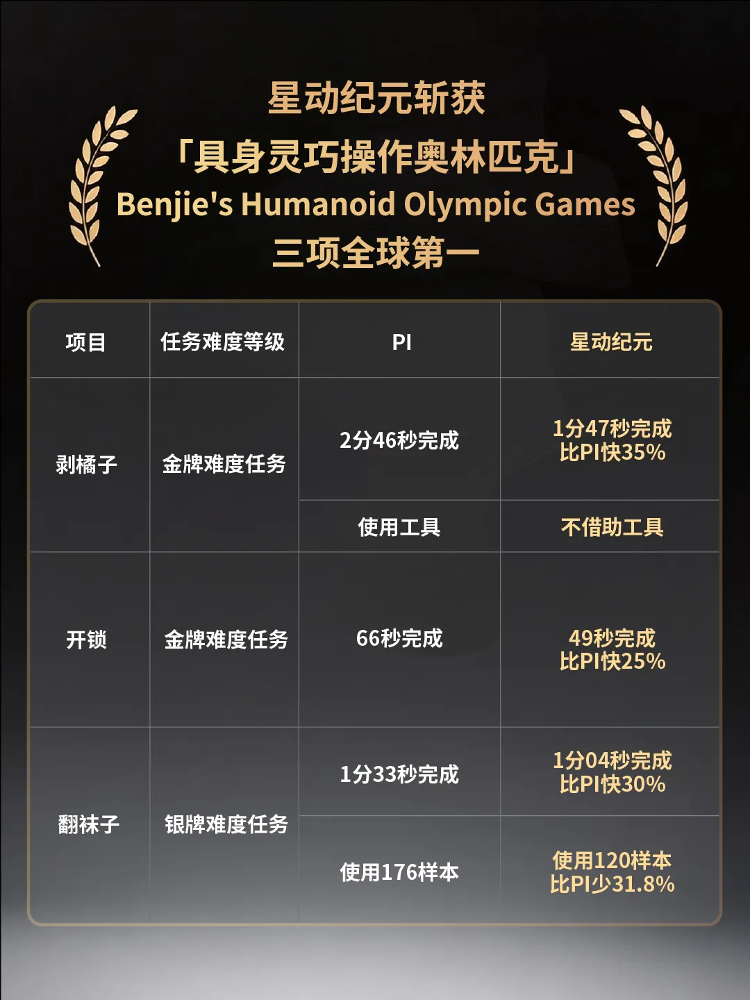 星动纪元斩获
「具身灵巧操作奥林匹克」
Benjie's Humanoid Olympic Games
三项全球第一
项目 任务难度等级 PI 星动纪元
剥橘子 金牌难度任务 2分46秒完成 1分47秒完成
比PI快35%
使用工具 不借助工具
开锁 金牌难度任务 66秒完成 49秒完成
比PI快25%
翻袜子 银牌难度任务 1分33秒完成 1分04秒完成
比PI快30%
使用176样本 使用120样本
比PI少31.8%